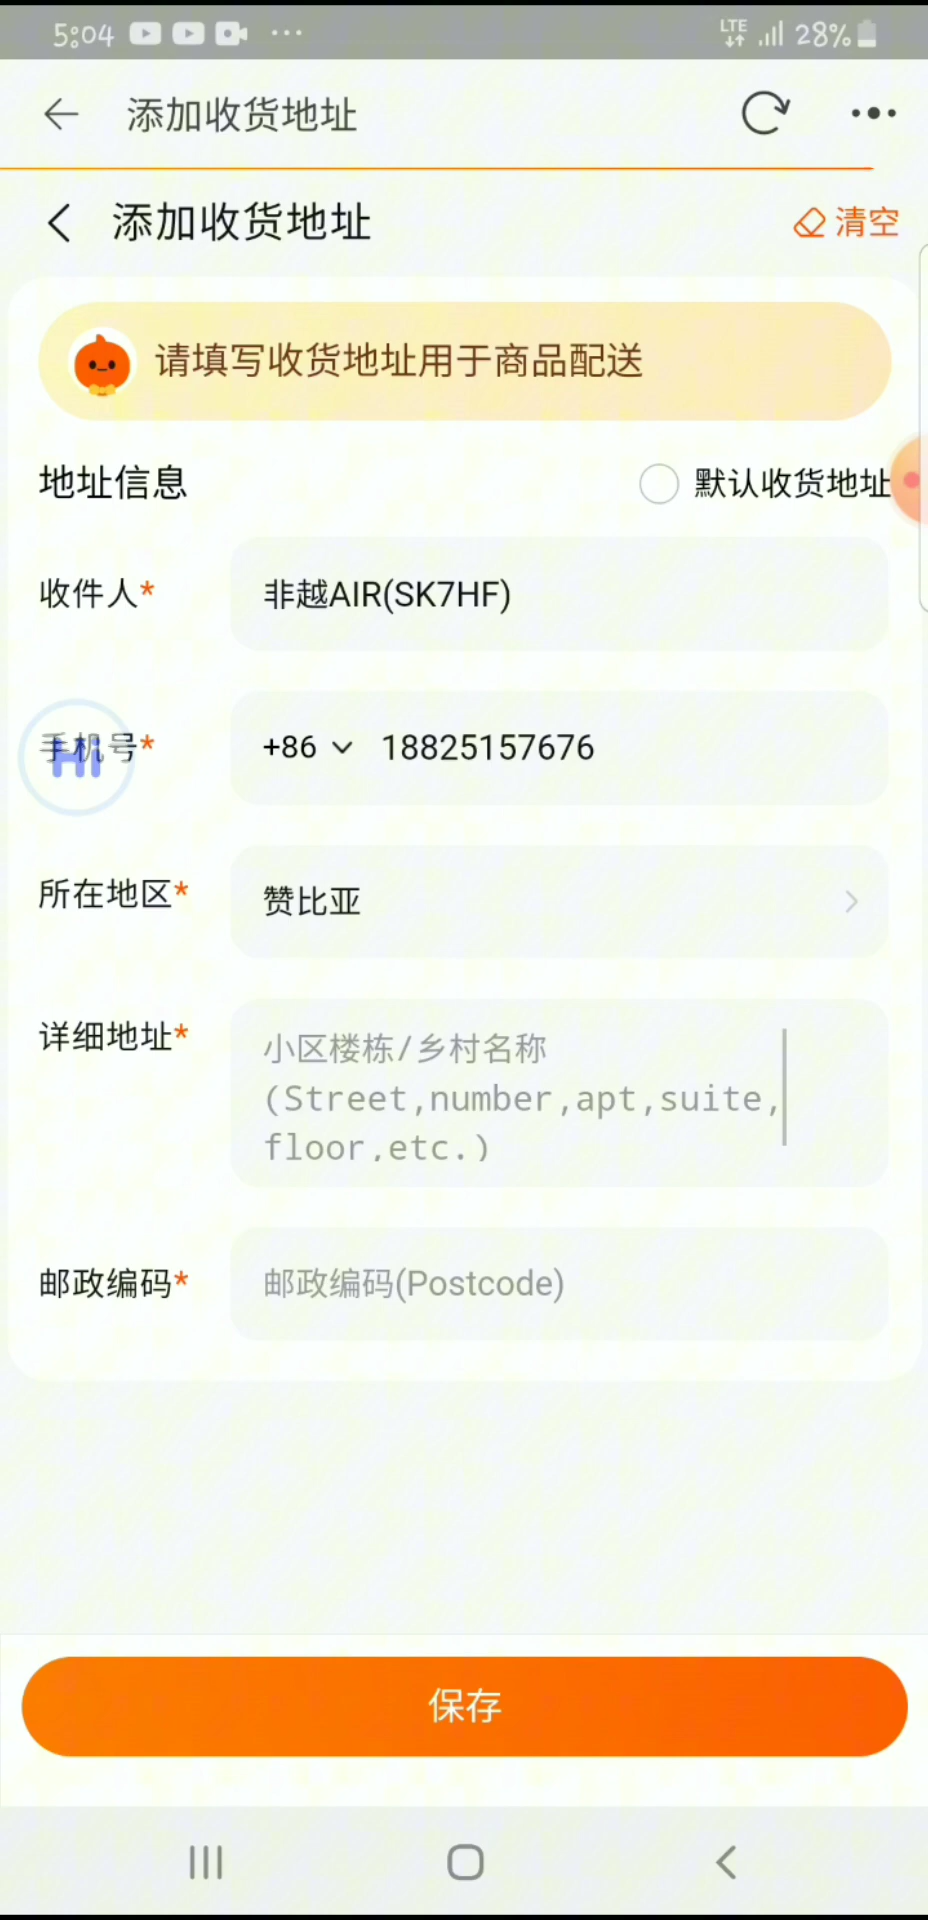 5:04
LTE
28%
添加收货地址
添加收货地址
清空
请填写收货地址用于商品配送
地址信息
默认收货地址
收件人*
非越AIR(SK7HF)
手机号*
Hi
+86
18825157676
所在地区*
赞比亚
详细地址*
小区楼栋/乡村名称
(Street,number,apt,suite,
floor,etc.)
邮政编码*
邮政编码(Postcode)
保存